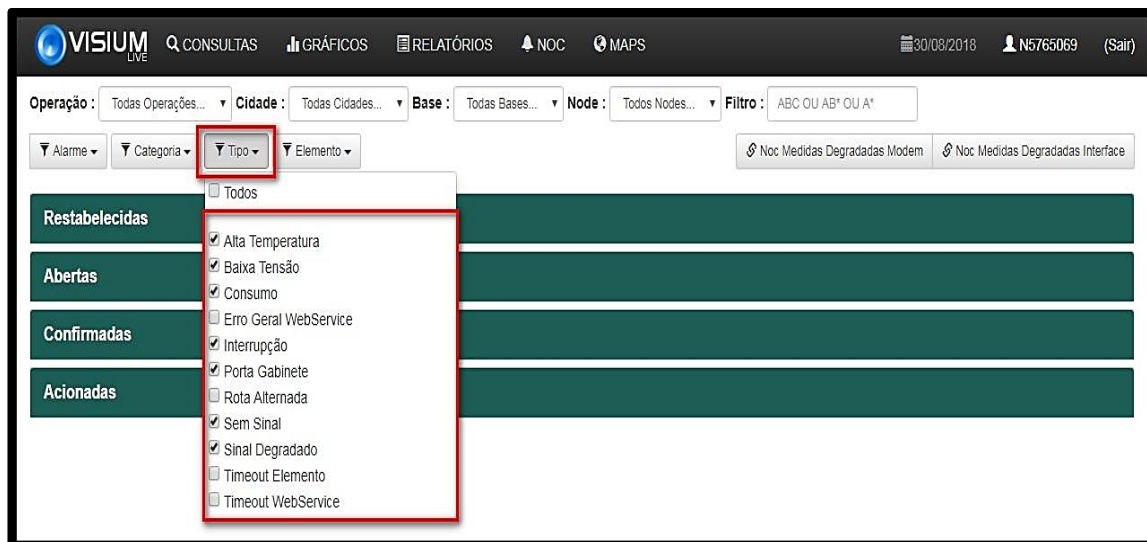 VISIUM LIVE CONSULTAS GRÁFICOS RELATÓRIOS NOC MAPS 30/08/2018 N5765069 (Sair)
Operação : Todas Operações... Cidade : Todas Cidades... Base : Todas Bases... Node : Todos Nodes... Filtro : ABC OU AB* OU A*
Alarme Categoria Tipo Elemento Noc Medidas Degradadas Modem Noc Medidas Degradadas Interface
Todos
Restabelecidas
Alta Temperatura
Baixa Tensão
Abertas
Consumo
Erro Geral WebService
Confirmadas
Interrupção
Porta Gabinete
Acionadas
Rota Alternada
Sem Sinal
Sinal Degradado
Timeout Elemento
Timeout WebService